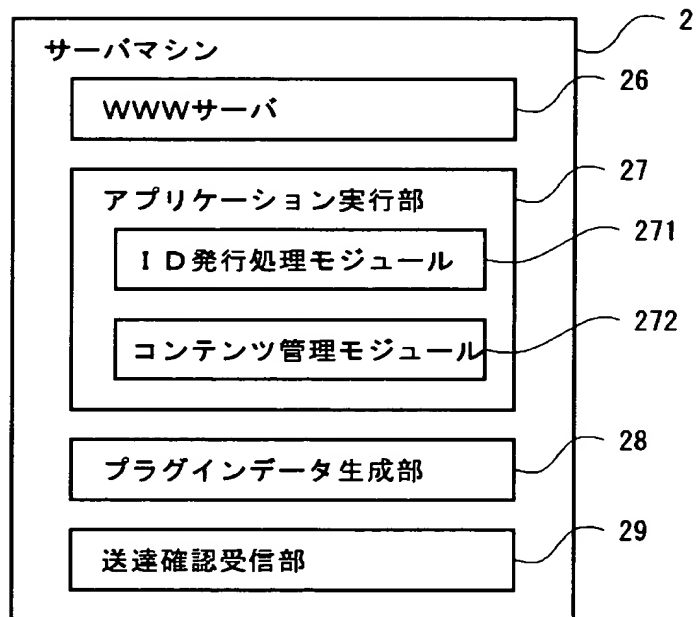 2
サーバマシン
26
WWWサーバ
27
アプリケーション実行部
271
ID発行処理モジュール
272
コンテンツ管理モジュール
28
プラグインデータ生成部
29
送達確認受信部